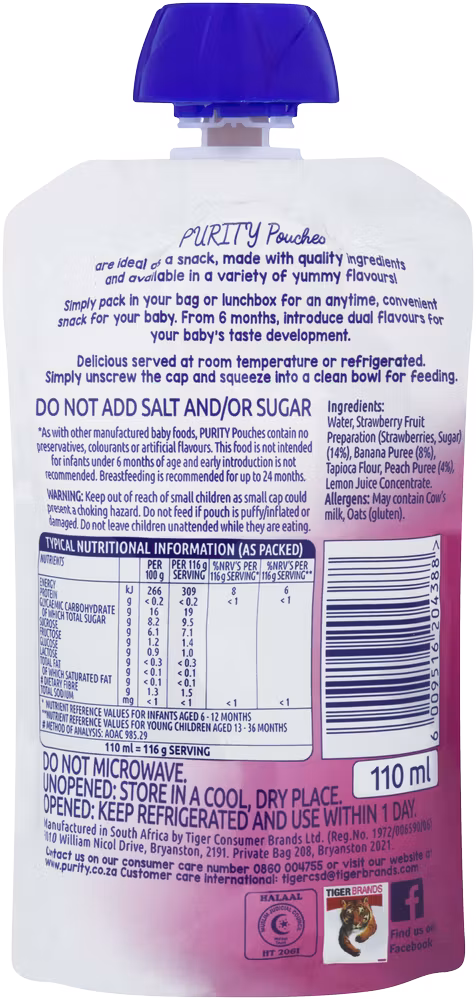 PURITY Pouches
are ideal as a snack, made with quality ingredients
and available in a variety of yummy flavours!
Simply pack in your bag or lunchbox for an anytime, convenient
snack for your baby. From 6 months, introduce dual flavours for
your baby's taste development.
Delicious served at room temperature or refrigerated.
Simply unscrew the cap and squeeze into a clean bowl for feeding.
DO NOT ADD SALT AND/OR SUGAR
*As with other manufactured baby foods, PURITY Pouches contain no
preservatives, colourants or artificial flavours. This food is not intended
for infants under 6 months of age and early introduction is not
recommended. Breastfeeding is recommended for up to 24 months.
WARNING: Keep out of reach of small children as small cap could
present a choking hazard. Do not feed if pouch is puffy/inflated or
damaged. Do not leave children unattended while they are eating.
Ingredients:
Water, Strawberry Fruit
Preparation (Strawberries, Sugar)
(14%), Banana Puree (8%),
Tapioca Flour, Peach Puree (4%),
Lemon Juice Concentrate.
Allergens: May contain Cow's
milk, Oats (gluten).
TYPICAL NUTRITIONAL INFORMATION (AS PACKED)
NUTRIENTS PER 100 g PER 116 g SERVING %NRV'S PER 116 g SERVING* %NRV'S PER 116 g SERVING**
ENERGY kJ 266 309 8 6
PROTEIN g <0.2 <0.2 <1 <1
GLYCAEMIC CARBOHYDRATE g 16 19
OF WHICH TOTAL SUGAR g 8.2 9.5
SUCROSE g 6.1 7.1
FRUCTOSE g 1.2 1.4
GLUCOSE g 0.9 1.0
LACTOSE g <0.3 <0.3
TOTAL FAT g <0.1 <0.1
OF WHICH SATURATED FAT g <0.1 <0.1
# DIETARY FIBRE g 1.3 1.5
TOTAL SODIUM mg <1 <1 <1 <1
* NUTRIENT REFERENCE VALUES FOR INFANTS AGED 6 - 12 MONTHS
**NUTRIENT REFERENCE VALUES FOR YOUNG CHILDREN AGED 13 - 36 MONTHS
# METHOD OF ANALYSIS: AOAC 985.29
110 ml = 116 g SERVING
6 009516 204388 >
110 ml
DO NOT MICROWAVE.
UNOPENED: STORE IN A COOL, DRY PLACE.
OPENED: KEEP REFRIGERATED AND USE WITHIN 1 DAY.
Manufactured in South Africa by Tiger Consumer Brands Ltd. (Reg.No. 1972/006590/06)
3010 William Nicol Drive, Bryanston, 2191. Private Bag 208, Bryanston 2021.
Contact us on our consumer care number 0860 004755 or visit our website at
www.purity.co.za Customer care international: tigercsd@tigerbrands.com
HALAAL
MUSLIM JUDICIAL COUNCIL
HT 2081
TIGER BRANDS
f
Find us on
Facebook